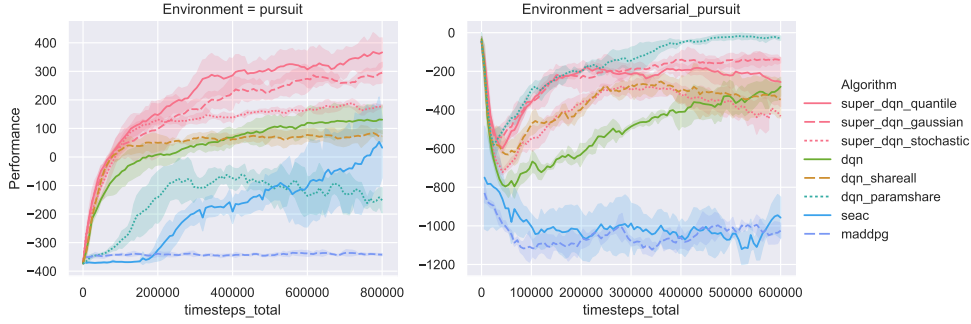 Environment = pursuit
400
300
200
100
0
−100
−200
−300
−400
Performance
0
200000
400000
600000
800000
timesteps_total
Environment = adversarial_pursuit
0
−200
−400
−600
−800
−1000
−1200
0
100000
200000
300000
400000
500000
600000
timesteps_total
Algorithm
super_dqn_quantile
super_dqn_gaussian
super_dqn_stochastic
dqn
dqn_shareall
dqn_paramshare
seac
maddpg